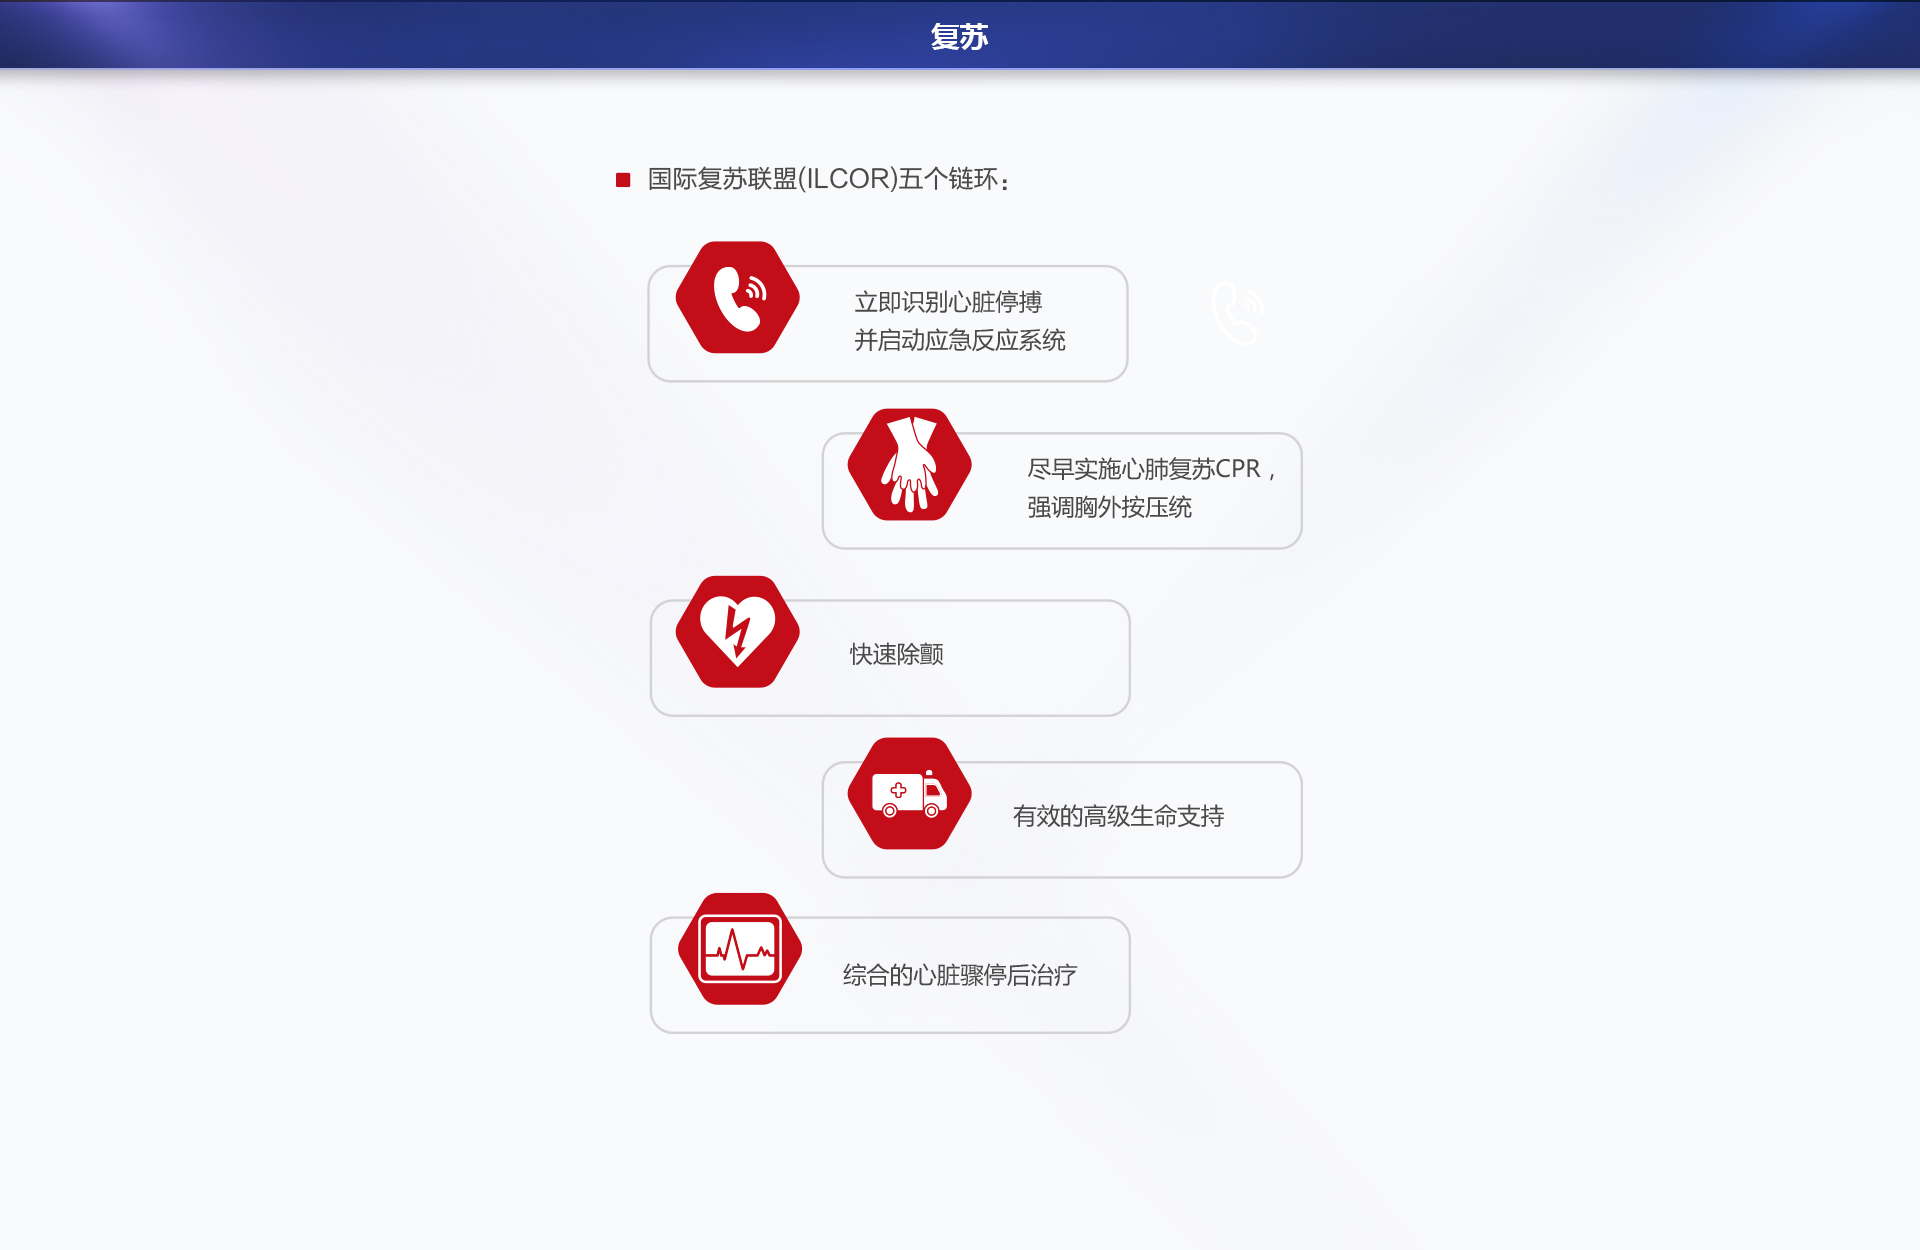 复苏
国际复苏联盟(ILCOR)五个链环：
立即识别心脏停搏
并启动应急反应系统
尽早实施心肺复苏CPR，
强调胸外按压统
快速除颤
有效的高级生命支持
综合的心脏骤停后治疗